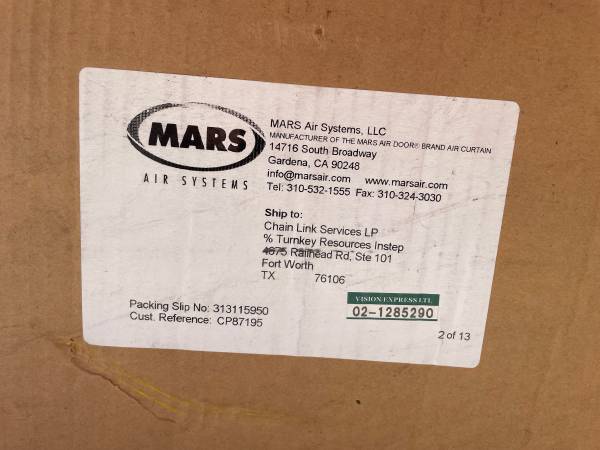 MARS
AIR SYSTEMS
MARS Air Systems, LLC
MANUFACTURER OF THE MARS AIR DOOR® BRAND AIR CURTAIN
14716 South Broadway
Gardena, CA 90248
info@marsair.com www.marsair.com
Tel: 310-532-1555 Fax: 310-324-3030
Ship to:
Chain Link Services LP
% Turnkey Resources Instep
4675 Railhead Rd, Ste 101
Fort Worth
TX 76106
Packing Slip No: 313115950
Cust. Reference: CP87195
VISION EXPRESS LTL
02-1285290
2 of 13